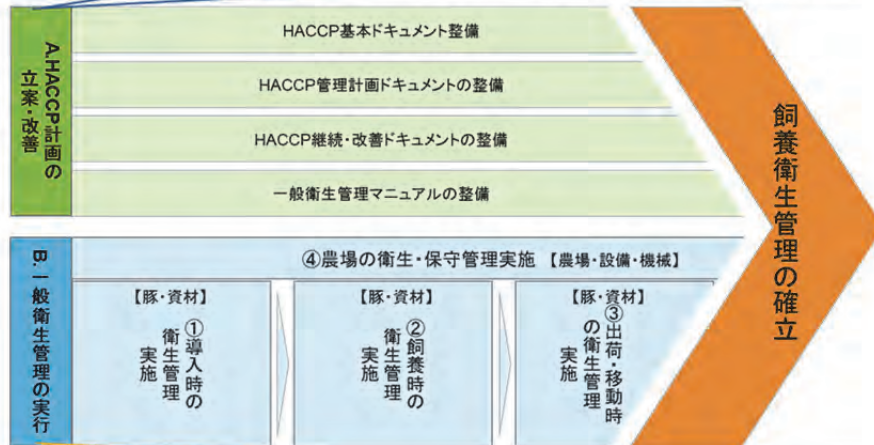 A.HACCP計画の
立案・改善
HACCP基本ドキュメント整備
HACCP管理計画ドキュメントの整備
HACCP継続・改善ドキュメントの整備
一般衛生管理マニュアルの整備
B.一般衛生管理の実行
④農場の衛生・保守管理実施 【農場・設備・機械】
【豚・資材】
①導入時の
衛生管理
実施
【豚・資材】
②飼養時の
衛生管理
実施
【豚・資材】
③出荷・移動時
の衛生管理
実施
飼養衛生管理の確立